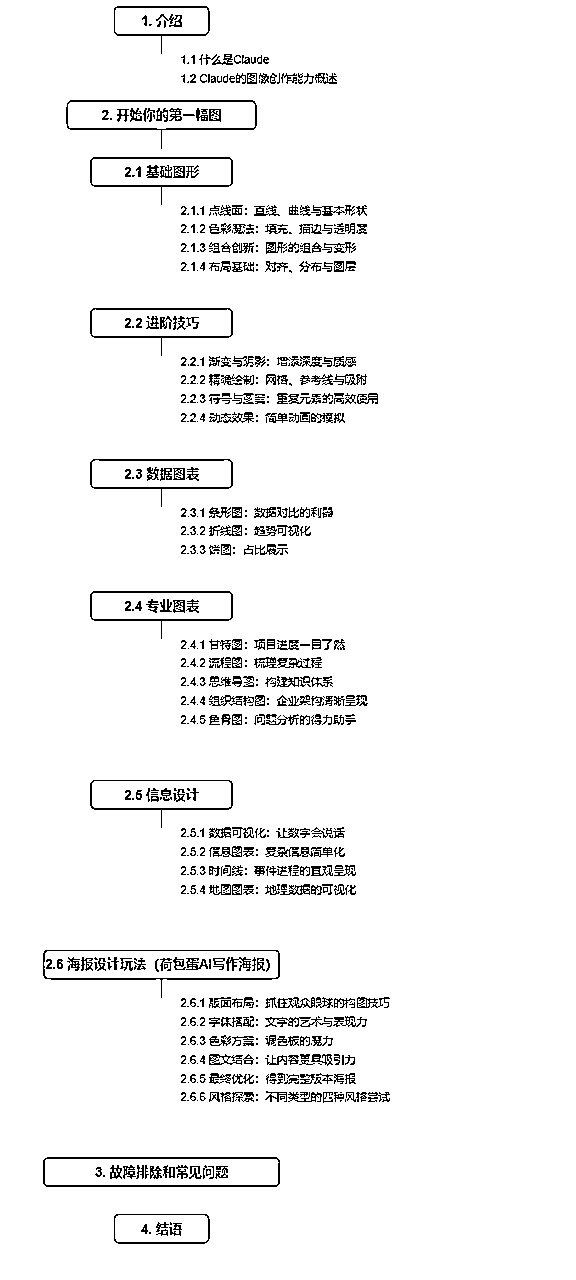 1. 介绍
1.1 什么是Claude
1.2 Claude的图像创作能力概述
2. 开始你的第一幅图
2.1 基础图形
2.1.1 点线面：直线、曲线与基本形状
2.1.2 色彩魔法：填充、描边与透明度
2.1.3 组合创新：图形的组合与变形
2.1.4 布局基础：对齐、分布与图层
2.2 进阶技巧
2.2.1 渐变与阴影：增添深度与质感
2.2.2 精确绘制：网格、参考线与吸附
2.2.3 符号与图案：重复元素的高效使用
2.2.4 动态效果：简单动画的模拟
2.3 数据图表
2.3.1 条形图：数据对比的利器
2.3.2 折线图：趋势可视化
2.3.3 饼图：占比展示
2.4 专业图表
2.4.1 甘特图：项目进度一目了然
2.4.2 流程图：梳理复杂过程
2.4.3 思维导图：构建知识体系
2.4.4 组织结构图：企业架构清晰呈现
2.4.5 鱼骨图：问题分析的得力助手
2.5 信息设计
2.5.1 数据可视化：让数字会说话
2.5.2 信息图表：复杂信息简单化
2.5.3 时间线：事件进程的直观呈现
2.5.4 地图图表：地理数据的可视化
2.6 海报设计玩法（荷包蛋AI写作海报）
2.6.1 版面布局：抓住观众眼球的构图技巧
2.6.2 字体搭配：文字的艺术与表现力
2.6.3 色彩方案：调色板的魔力
2.6.4 图文结合：让内容更具吸引力
2.6.5 最终优化：得到完整版本海报
2.6.6 风格探索：不同类型的四种风格尝试
3. 故障排除和常见问题
4. 结语